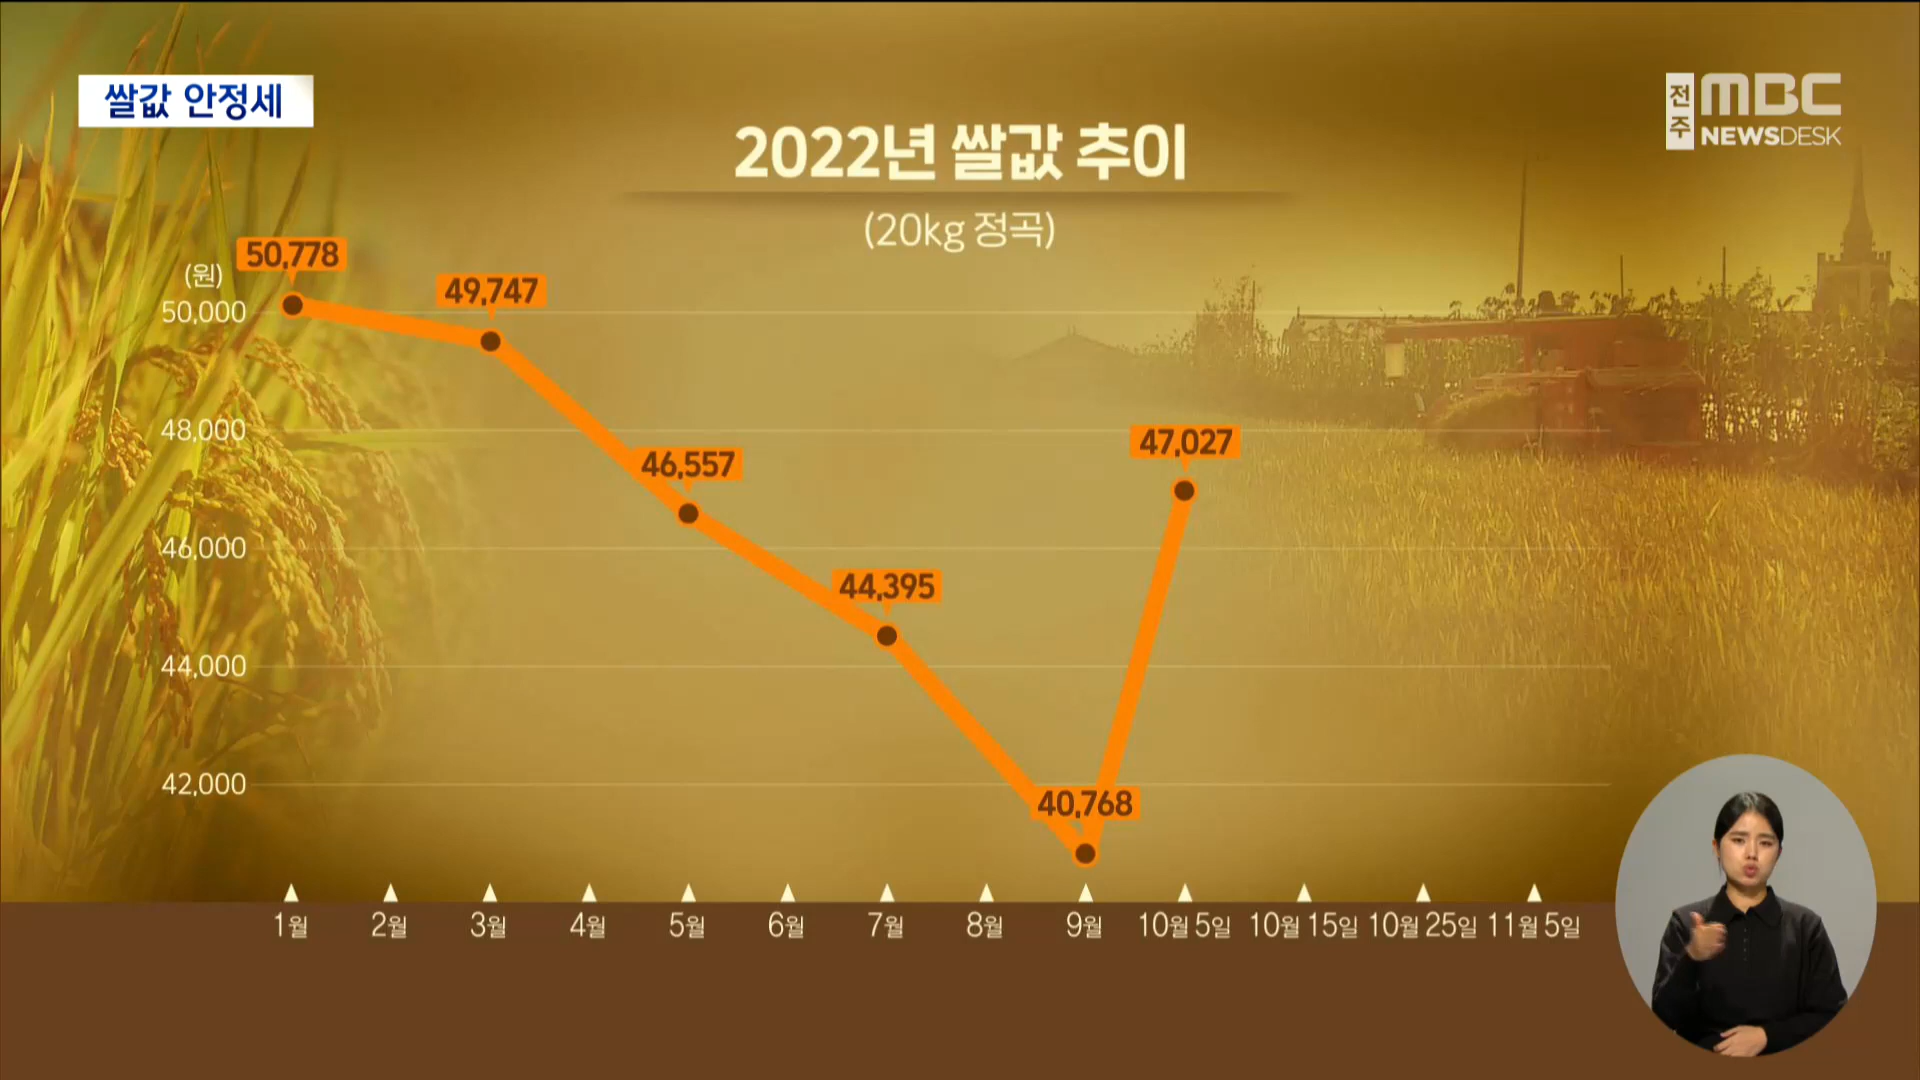 쌀값 안정세
전주 MBC
NEWSDESK
2022년 쌀값 추이
(20kg 정곡)
(원)
50,778
49,747
50,000
48,000
47,027
46,557
46,000
44,395
44,000
42,000
40,768
1월 2월 3월 4월 5월 6월 7월 8월 9월 10월 5일 10월 15일 10월 25일 11월 5일